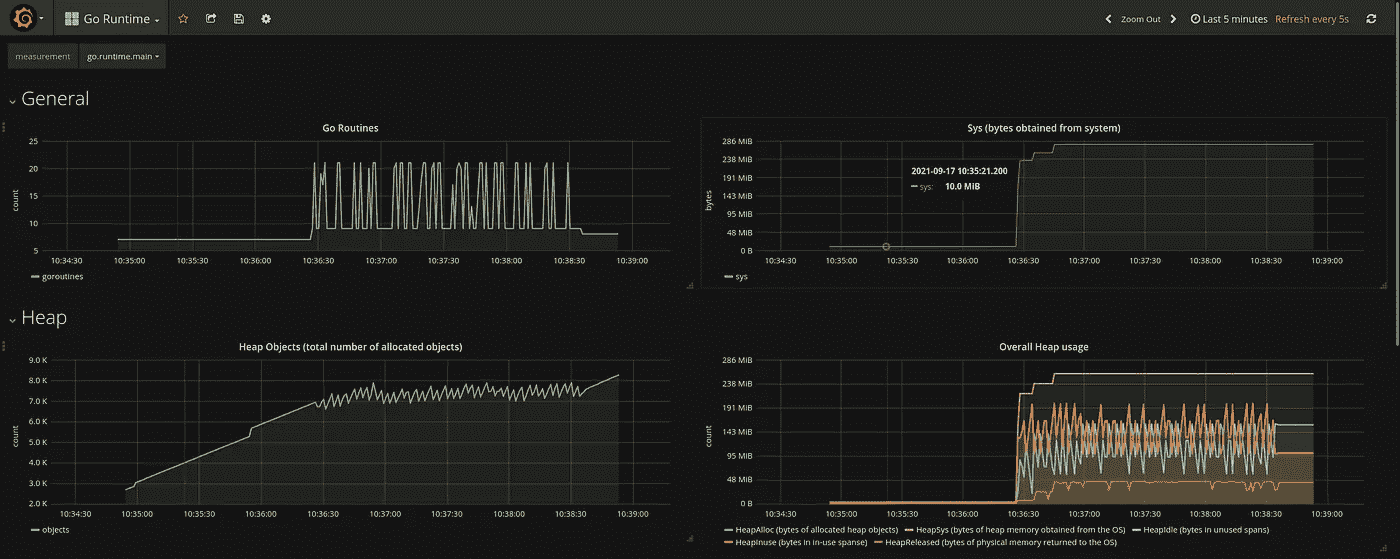 Go Runtime
Zoom Out
Last 5 minutes
Refresh every 5s
measurement
go.runtime.main
General
Go Routines
25
20
15
10
5
count
10:34:30 10:35:00 10:35:30 10:36:00 10:36:30 10:37:00 10:37:30 10:38:00 10:38:30 10:39:00
goroutines
Sys (bytes obtained from system)
286 MiB
238 MiB
191 MiB
143 MiB
95 MiB
48 MiB
0 B
bytes
2021-09-17 10:35:21.200
sys: 10.0 MiB
10:34:30 10:35:00 10:35:30 10:36:00 10:36:30 10:37:00 10:37:30 10:38:00 10:38:30 10:39:00
sys
Heap
Heap Objects (total number of allocated objects)
9.0 K
8.0 K
7.0 K
6.0 K
5.0 K
4.0 K
3.0 K
2.0 K
count
10:34:30 10:35:00 10:35:30 10:36:00 10:36:30 10:37:00 10:37:30 10:38:00 10:38:30 10:39:00
objects
Overall Heap usage
286 MiB
238 MiB
191 MiB
143 MiB
95 MiB
48 MiB
0 B
count
10:34:30 10:35:00 10:35:30 10:36:00 10:36:30 10:37:00 10:37:30 10:38:00 10:38:30 10:39:00
HeapAlloc (bytes of allocated heap objects) HeapSys (bytes of heap memory obtained from the OS) HeapIdle (bytes in unused spans)
HeapInuse (bytes in in-use spanse) HeapReleased (bytes of physical memory returned to the OS)